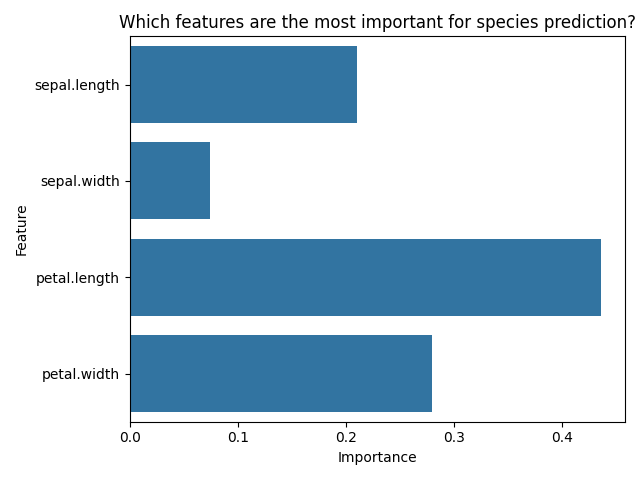 Which features are the most important for species prediction?
sepal.length
sepal.width
petal.length
petal.width
Feature
0.0 0.1 0.2 0.3 0.4
Importance